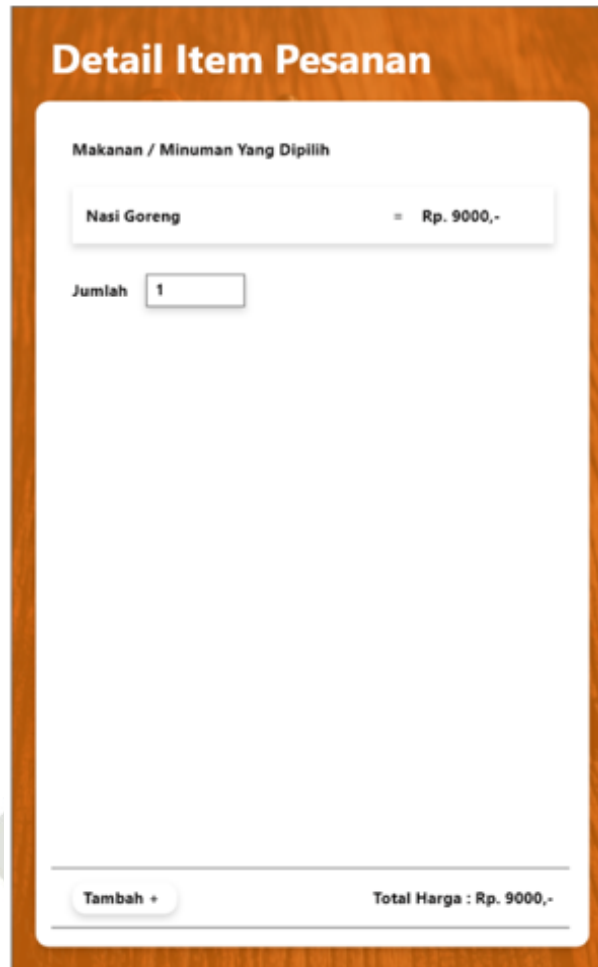 Detail Item Pesanan
Makanan / Minuman Yang Dipilih
Nasi Goreng = Rp. 9000,-
Jumlah 1
Tambah + Total Harga : Rp. 9000,-